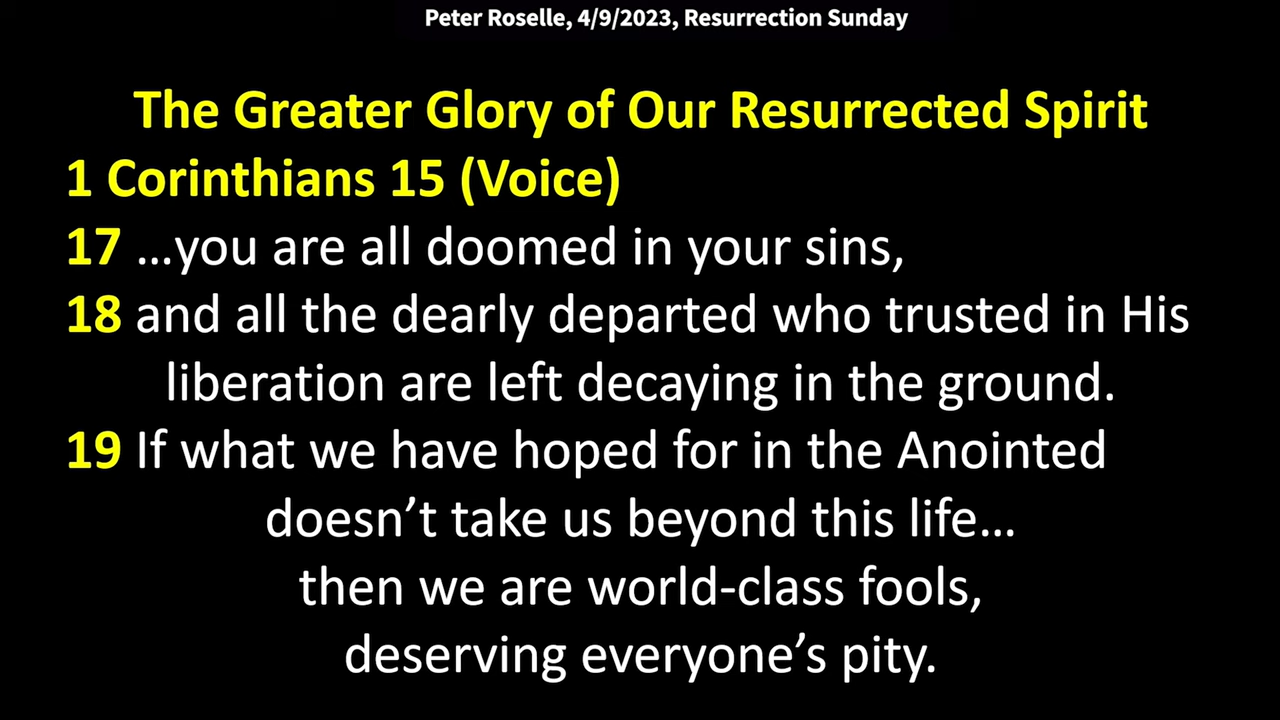 Peter Roselle, 4/9/2023, Resurrection Sunday
The Greater Glory of Our Resurrected Spirit
1 Corinthians 15 (Voice)
17 …you are all doomed in your sins,
18 and all the dearly departed who trusted in His
liberation are left decaying in the ground.
19 If what we have hoped for in the Anointed
doesn’t take us beyond this life…
then we are world-class fools,
deserving everyone’s pity.